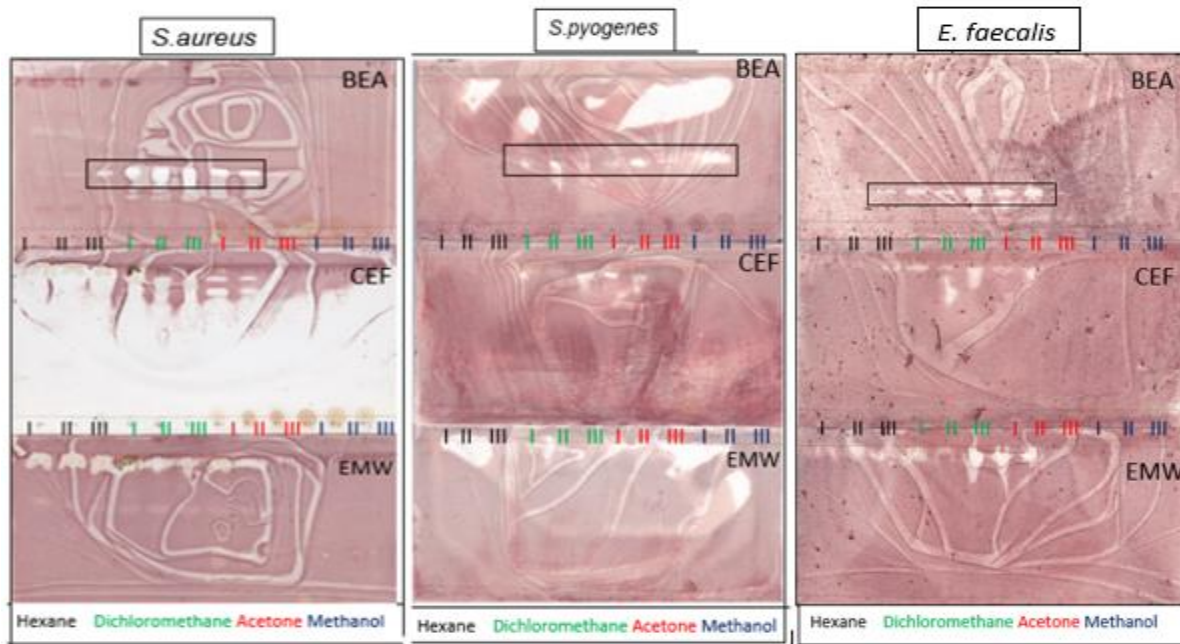 S.aureus
BEA
I II III I II III I II III I II III
CEF
I II III I II III I II III I II III
EMW
Hexane Dichloromethane Acetone Methanol
S.pyogenes
BEA
I II III I II III I II III I II III
CEF
I II III I II III I II III I II III
EMW
Hexane Dichloromethane Acetone Methanol
E. faecalis
BEA
I II III I II III I II III I II III
CEF
I II III I II III I II III I II III
EMW
Hexane Dichloromethane Acetone Methanol